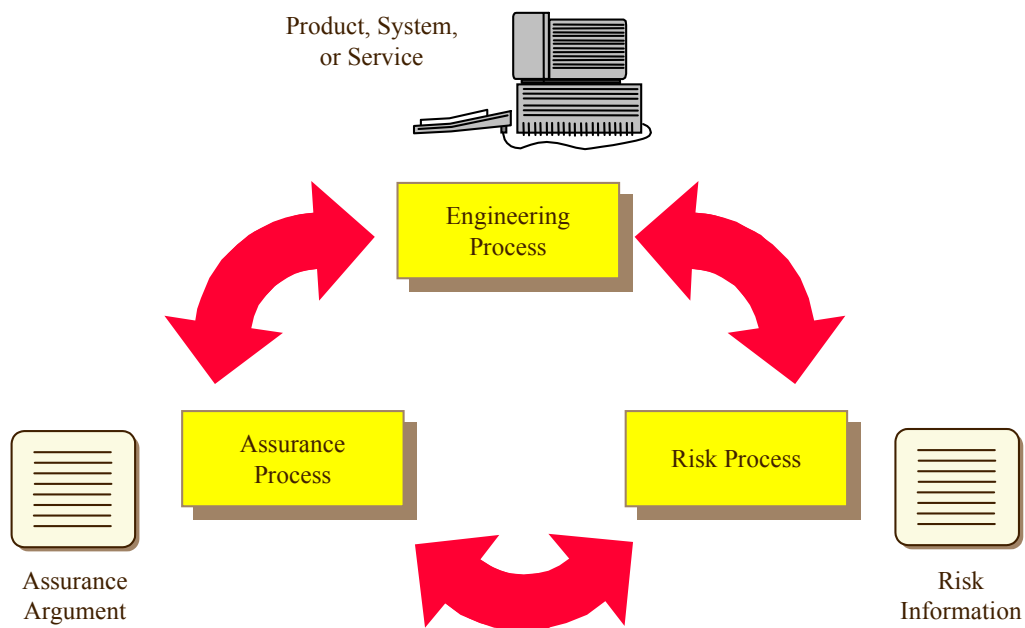 Product, System,
or Service
Engineering
Process
Assurance
Process
Risk Process
Assurance
Argument
Risk
Information